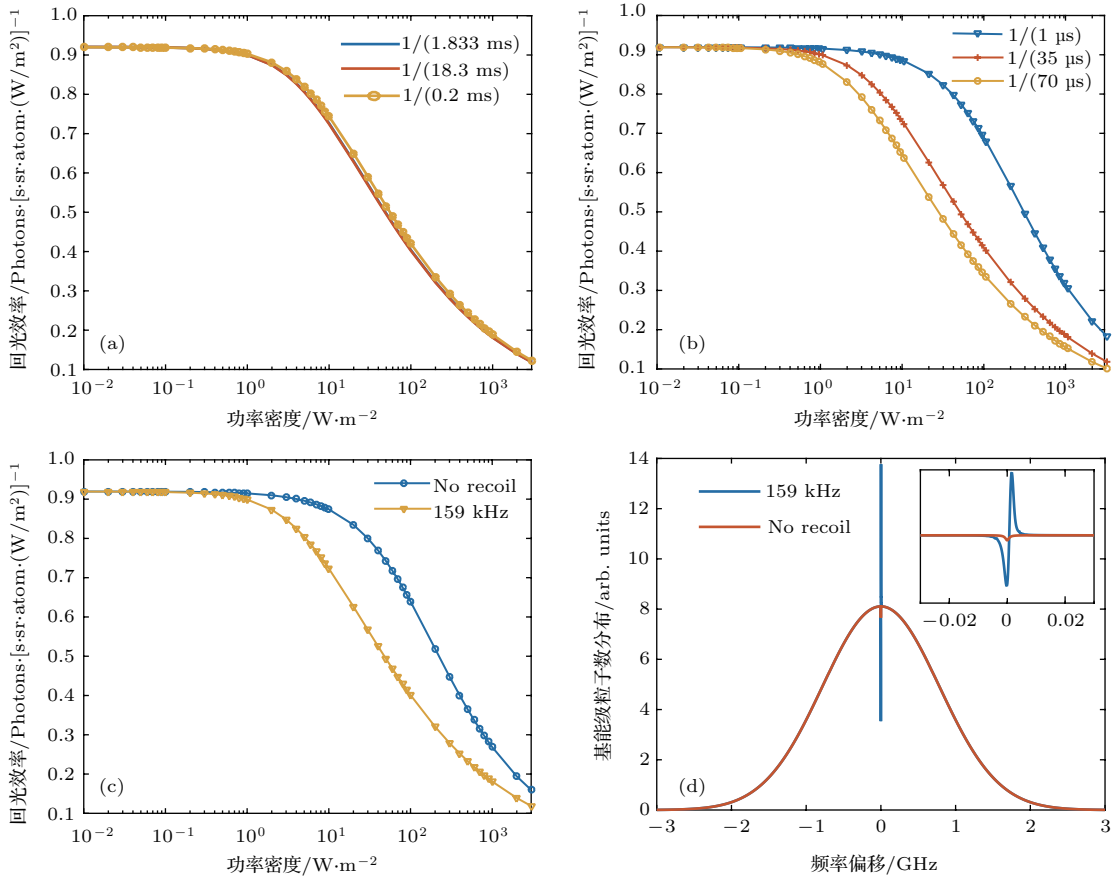 1.0
0.9
0.8
0.7
0.6
0.5
0.4
0.3
0.2
0.1
回光效率/Photons·[s·sr·atom·(W/m²)]⁻¹
1/(1.833 ms)
1/(18.3 ms)
1/(0.2 ms)
(a)
10⁻² 10⁻¹ 10⁰ 10¹ 10² 10³
功率密度/W·m⁻²
1.0
0.9
0.8
0.7
0.6
0.5
0.4
0.3
0.2
0.1
回光效率/Photons·[s·sr·atom·(W/m²)]⁻¹
1/(1 µs)
1/(35 µs)
1/(70 µs)
(b)
10⁻² 10⁻¹ 10⁰ 10¹ 10² 10³
功率密度/W·m⁻²
1.0
0.9
0.8
0.7
0.6
0.5
0.4
0.3
0.2
0.1
回光效率/Photons·[s·sr·atom·(W/m²)]⁻¹
No recoil
159 kHz
(c)
10⁻² 10⁻¹ 10⁰ 10¹ 10² 10³
功率密度/W·m⁻²
14
12
10
8
6
4
2
0
基能级粒子数分布/arb. units
159 kHz
No recoil
−0.02 0 0.02
(d)
−3 −2 −1 0 1 2 3
频率偏移/GHz